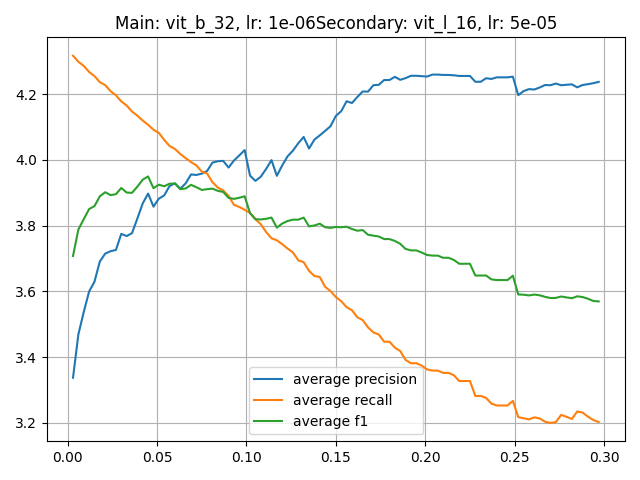 Main: vit_b_32, lr: 1e-06Secondary: vit_l_16, lr: 5e-05
4.2
4.0
3.8
3.6
3.4
3.2
average precision
average recall
average f1
0.00 0.05 0.10 0.15 0.20 0.25 0.30